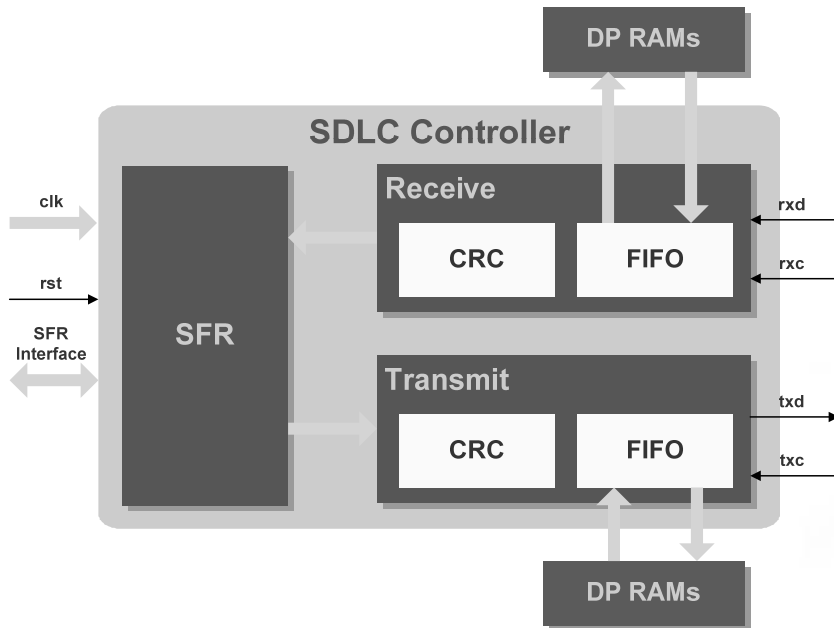 DP RAMs
SDLC Controller
clk
rst
SFR
Interface
SFR
Receive
CRC
FIFO
rxd
rxc
Transmit
CRC
FIFO
txd
txc
DP RAMs